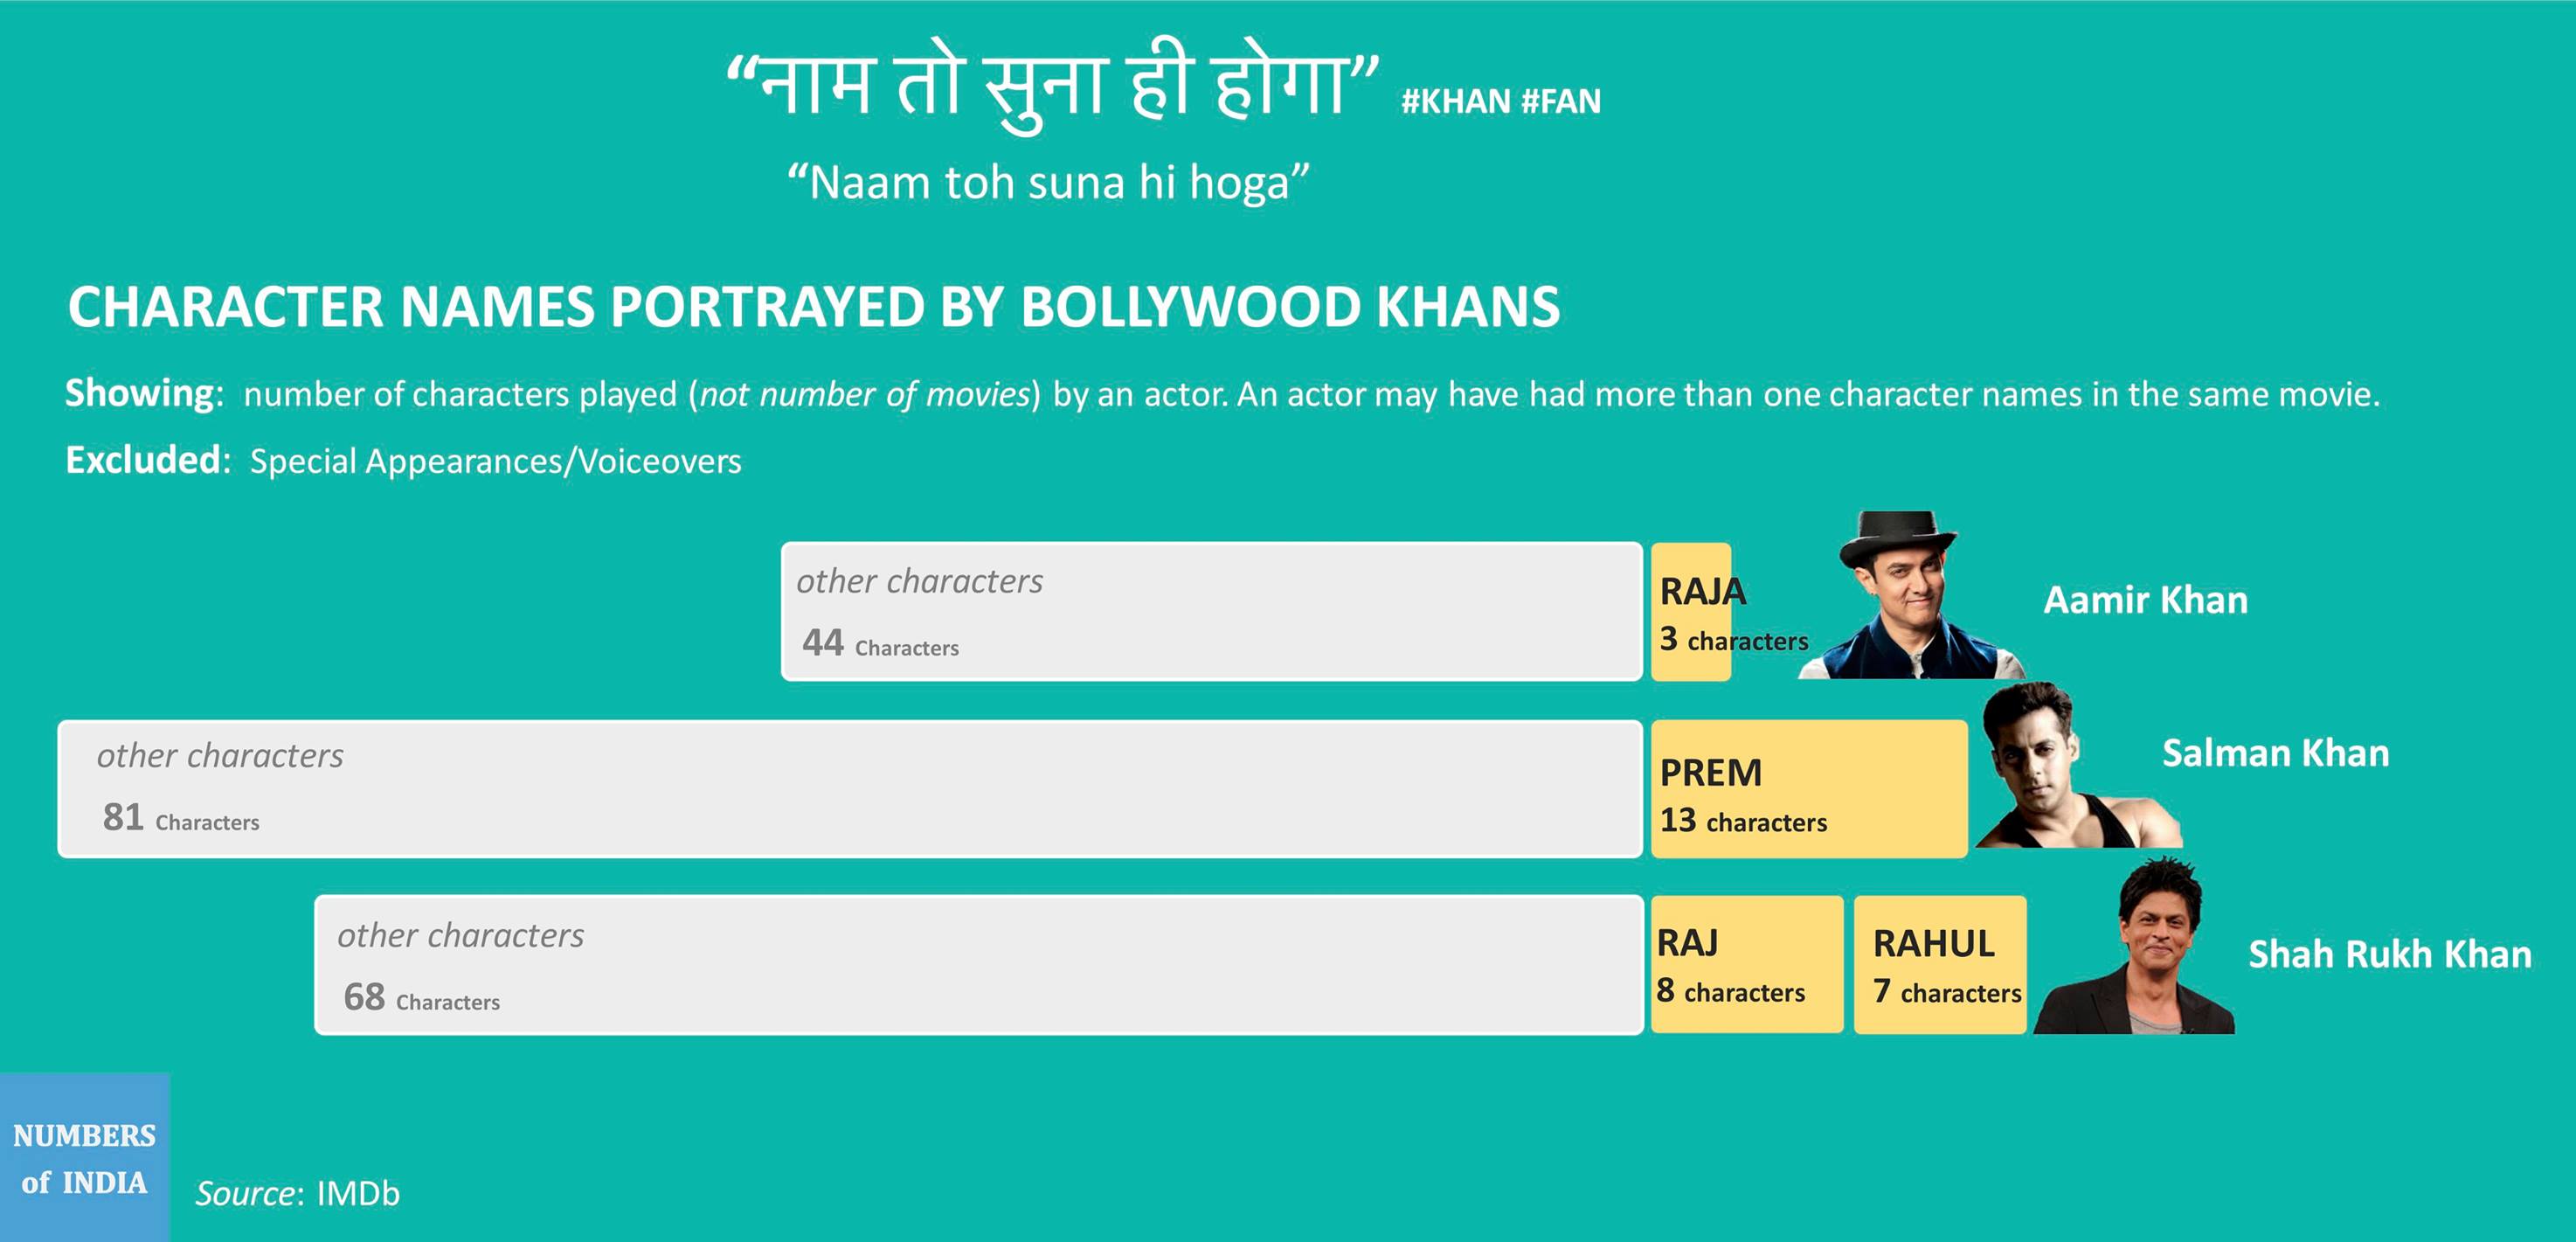 “नाम तो सुना ही होगा” #KHAN #FAN
“Naam toh suna hi hoga”
CHARACTER NAMES PORTRAYED BY BOLLYWOOD KHANS
Showing: number of characters played (not number of movies) by an actor. An actor may have had more than one character names in the same movie.
Excluded: Special Appearances/Voiceovers
other characters
44 Characters
RAJA
3 characters
Aamir Khan
other characters
81 Characters
PREM
13 characters
Salman Khan
other characters
68 Characters
RAJ
8 characters
RAHUL
7 characters
Shah Rukh Khan
NUMBERS
of INDIA
Source: IMDb